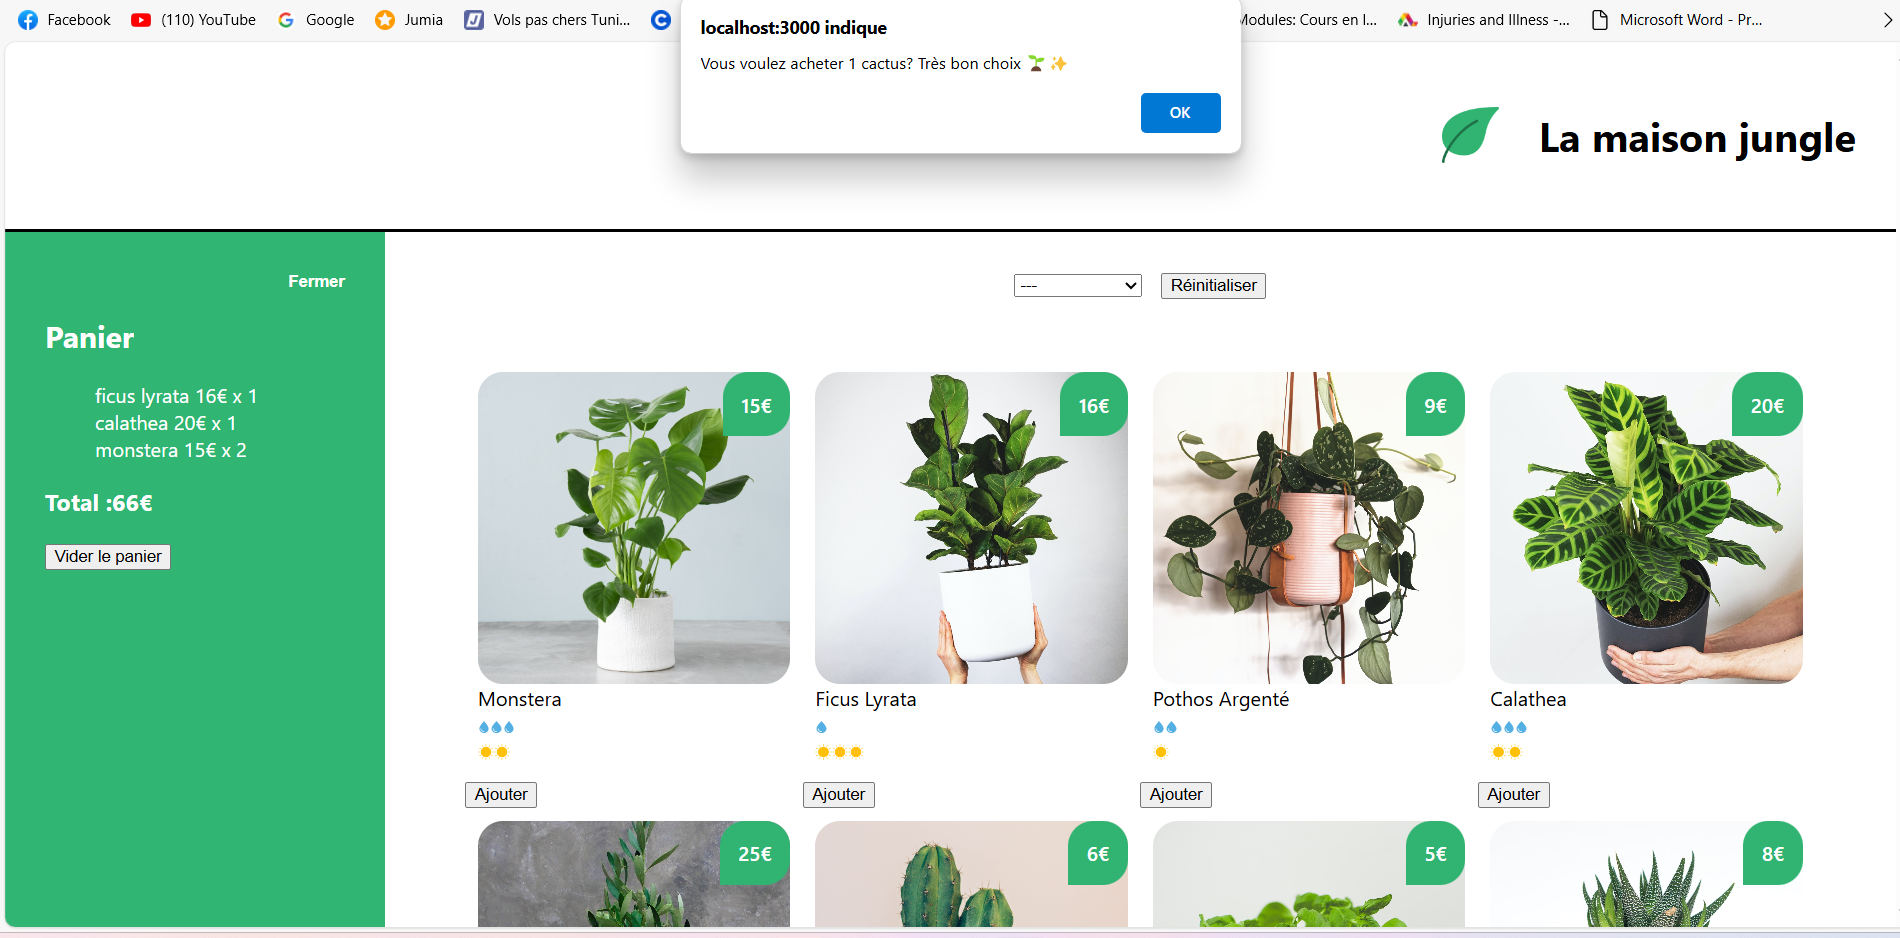 Facebook
(110) YouTube
Google
Jumia
Vols pas chers Tuni...
Modules: Cours en l...
Injuries and Illness -...
Microsoft Word - Pr...
localhost:3000 indique
Vous voulez acheter 1 cactus? Très bon choix 🌱 ✨
OK
La maison jungle
Fermer
Panier
ficus lyrata 16€ x 1
calathea 20€ x 1
monstera 15€ x 2
Total :66€
Vider le panier
---
Réinitialiser
15€
16€
9€
20€
Monstera
Ficus Lyrata
Pothos Argenté
Calathea
Ajouter
Ajouter
Ajouter
Ajouter
25€
6€
5€
8€